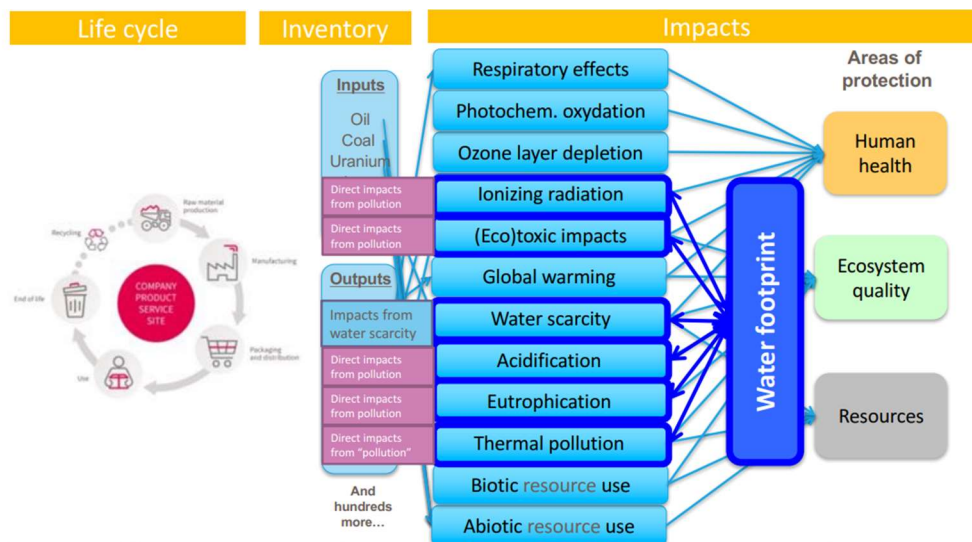 Life cycle
Inventory
Impacts
Raw material
production
Manufacturing
Packaging
and distribution
Use
End of life
Recycling
COMPANY
PRODUCT
SERVICE
SITE
Inputs
Oil
Coal
Uranium
Direct impacts
from pollution
Direct impacts
from pollution
Outputs
Impacts from
water scarcity
Direct impacts
from pollution
Direct impacts
from pollution
Direct impacts
from "pollution"
And
hundreds
more...
Respiratory effects
Photochem. oxydation
Ozone layer depletion
Ionizing radiation
(Eco)toxic impacts
Global warming
Water scarcity
Acidification
Eutrophication
Thermal pollution
Biotic resource use
Abiotic resource use
Water footprint
Areas of
protection
Human
health
Ecosystem
quality
Resources